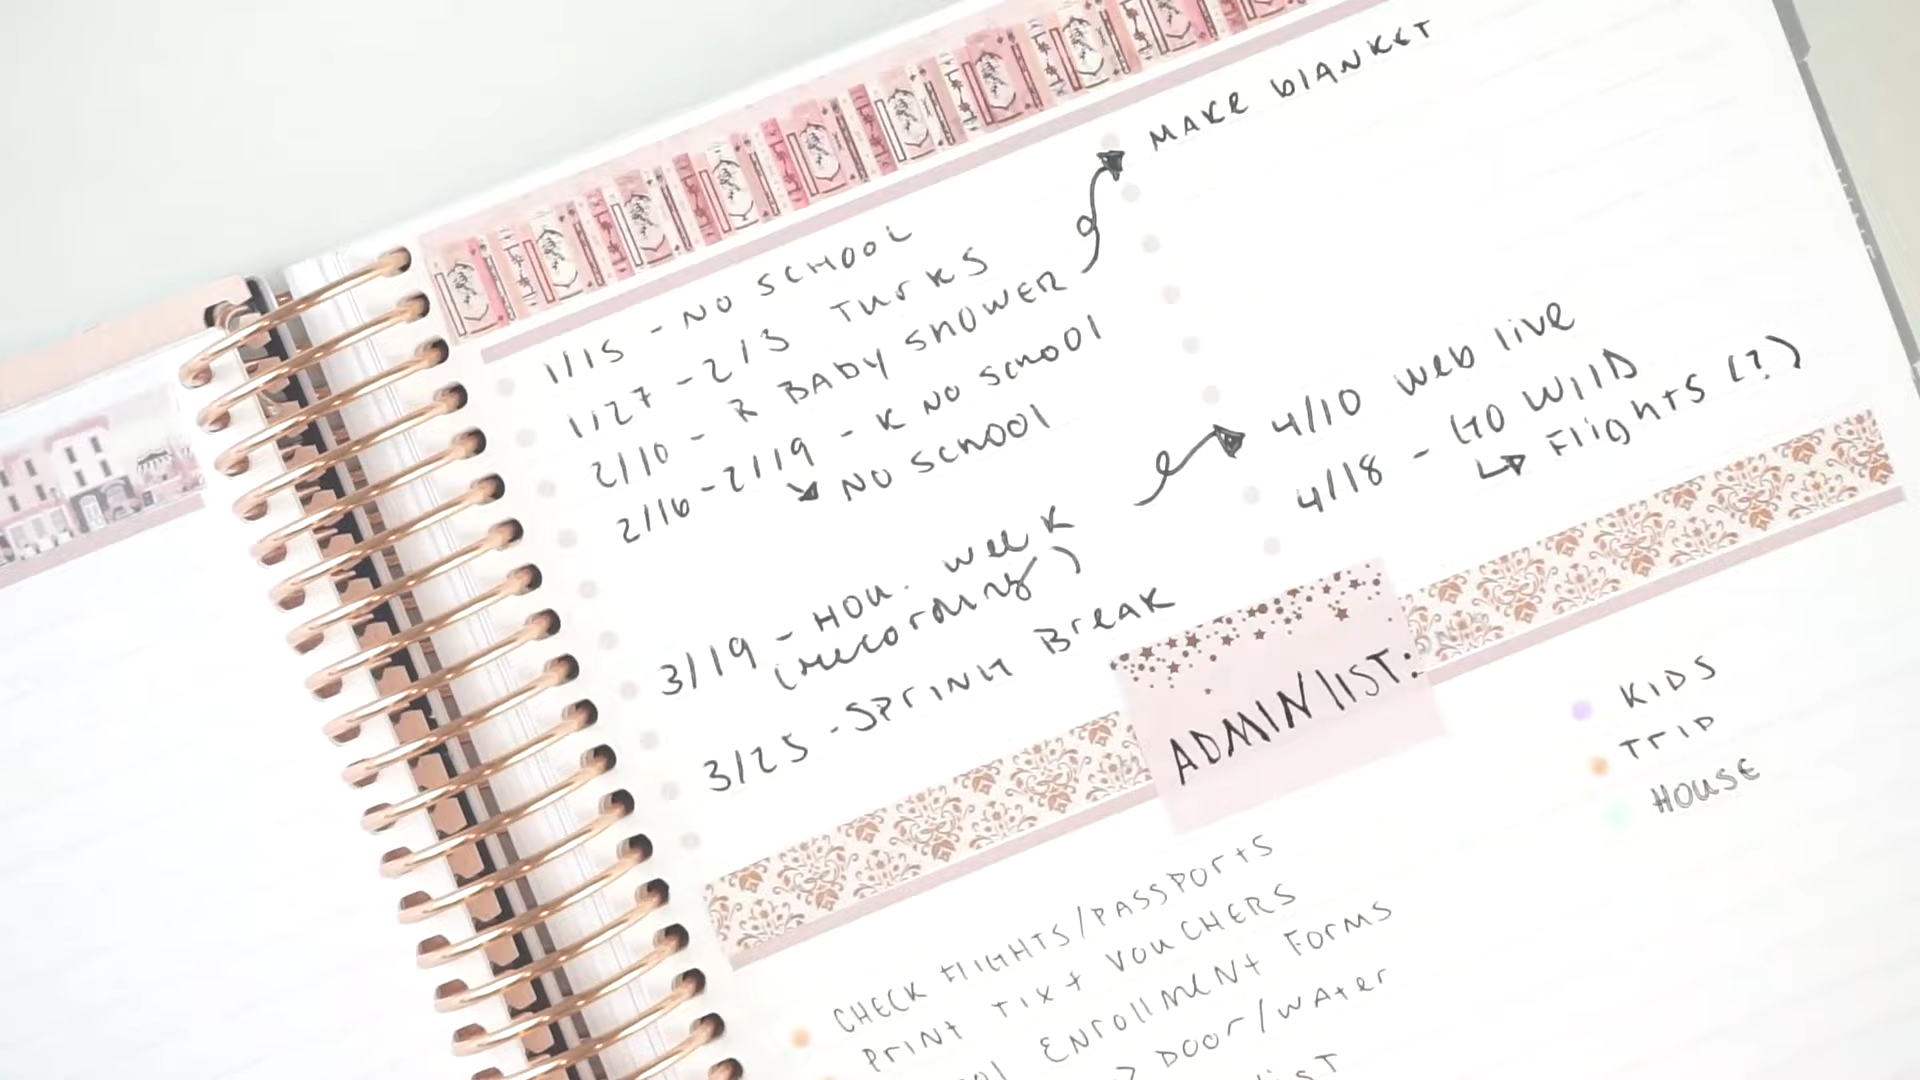 MAKE blANKET
1/15 - NO SCHOOL
1/27 - 2/3 TURKS
2/10 - R BABY SHOWER
2/16 - 2/19 - K NO SCHOOL
NO SCHOOL
3/19 - HOU. week
(recording)
3/25 - SPRING Break
4/10 web live
4/18 - GO WIlD
Flights (?)
ADMIN lIST.
KIDS
TRIP
HOUSE
CHECK FlIGHTS/PASSPORTS
PRINT TIX + VOUCHERS
ENROllMENT FORMS
DOOR/WATER